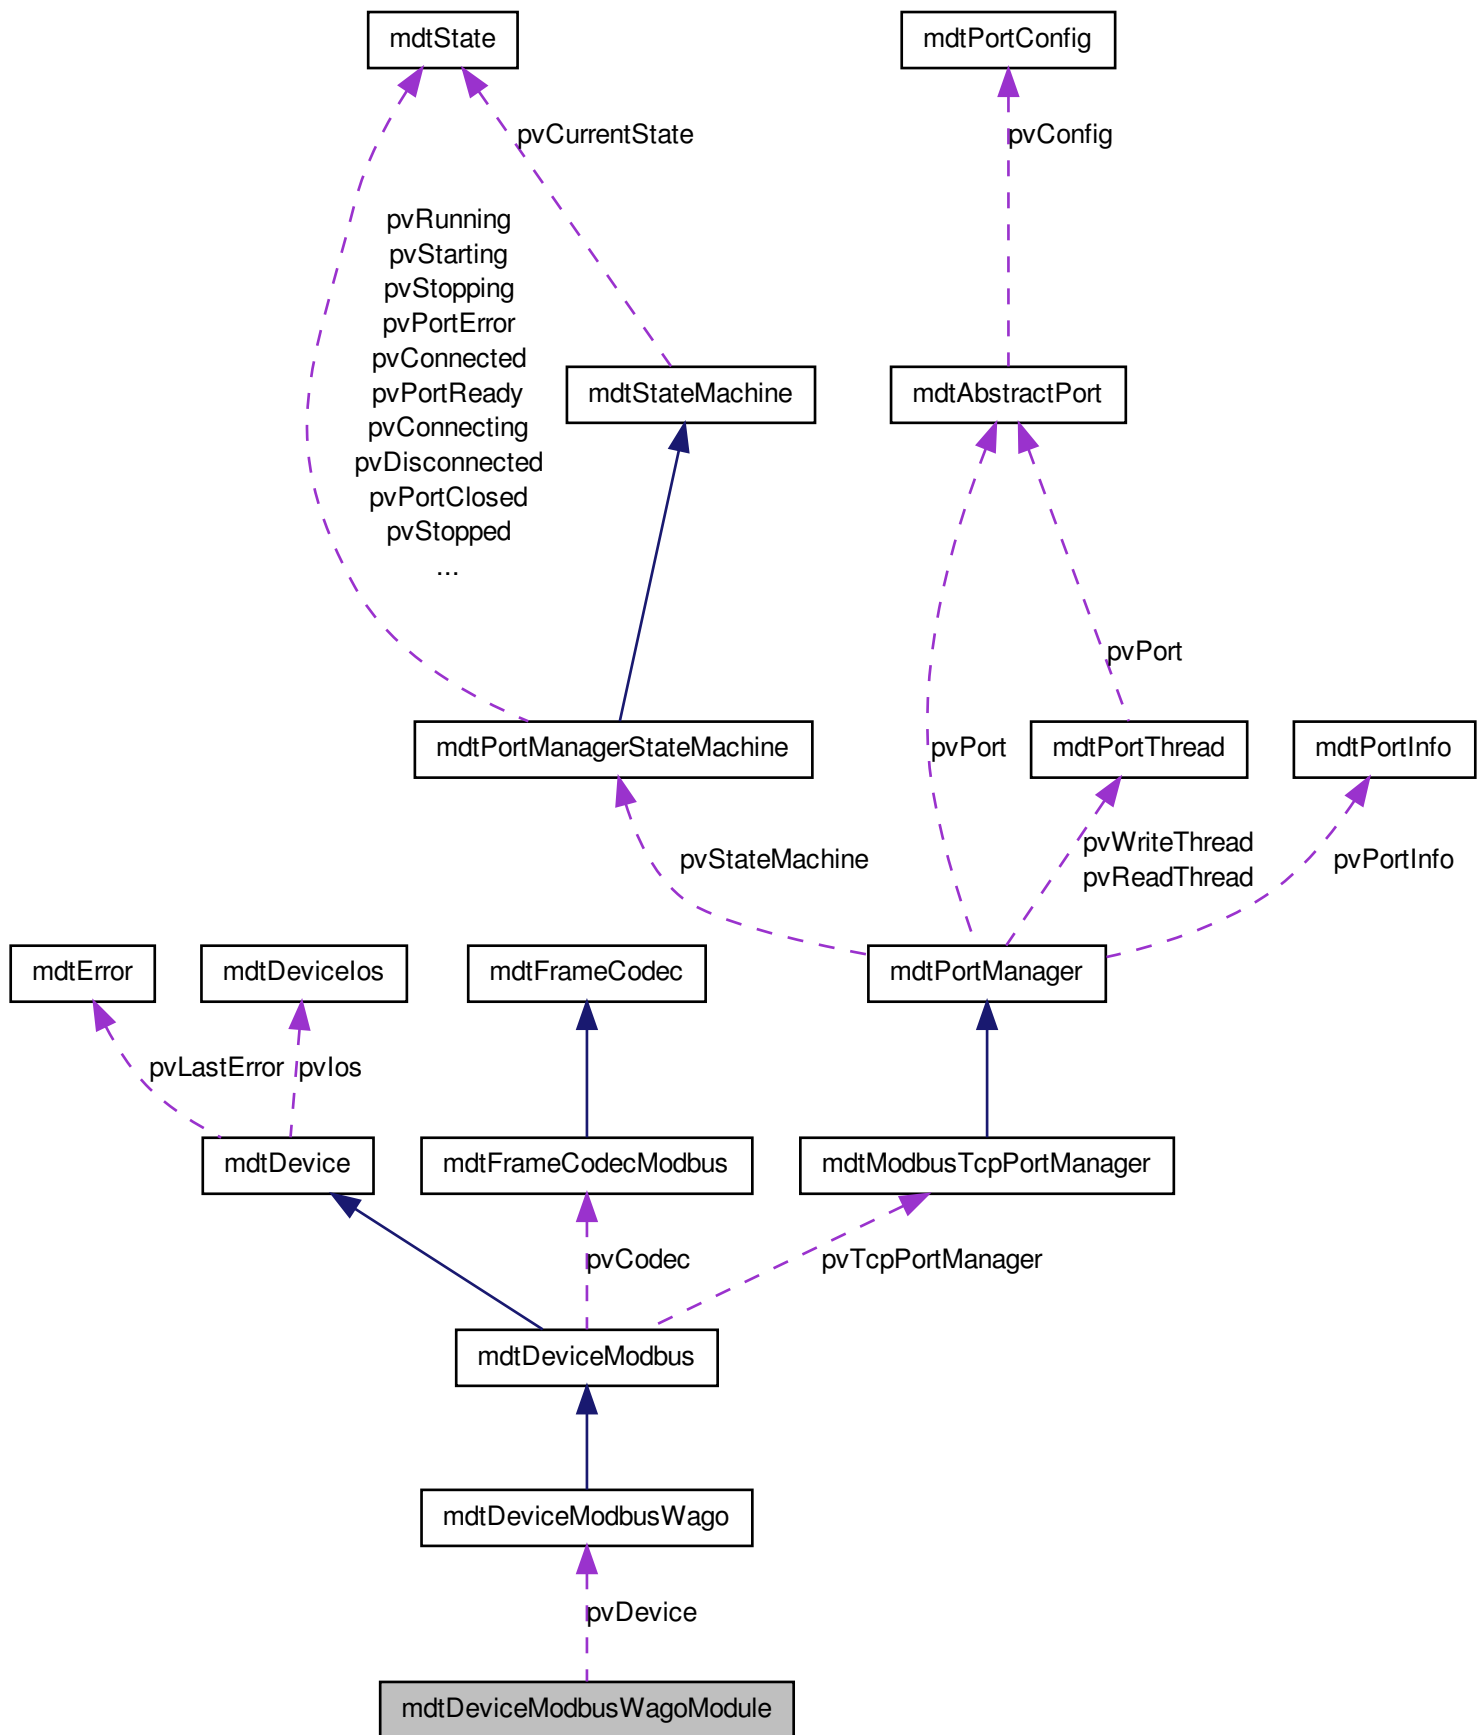 mdtState
mdtPortConfig
pvCurrentState
pvConfig
pvRunning
pvStarting
pvStopping
pvPortError
pvConnected
pvPortReady
pvConnecting
pvDisconnected
pvPortClosed
pvStopped
...
mdtStateMachine
mdtAbstractPort
pvPort
mdtPortManagerStateMachine
pvPort
mdtPortThread
mdtPortInfo
pvStateMachine
pvWriteThread
pvReadThread
pvPortInfo
mdtError
mdtDeviceIos
mdtFrameCodec
mdtPortManager
pvLastError
pvIos
mdtDevice
mdtFrameCodecModbus
mdtModbusTcpPortManager
pvCodec
pvTcpPortManager
mdtDeviceModbus
mdtDeviceModbusWago
pvDevice
mdtDeviceModbusWagoModule